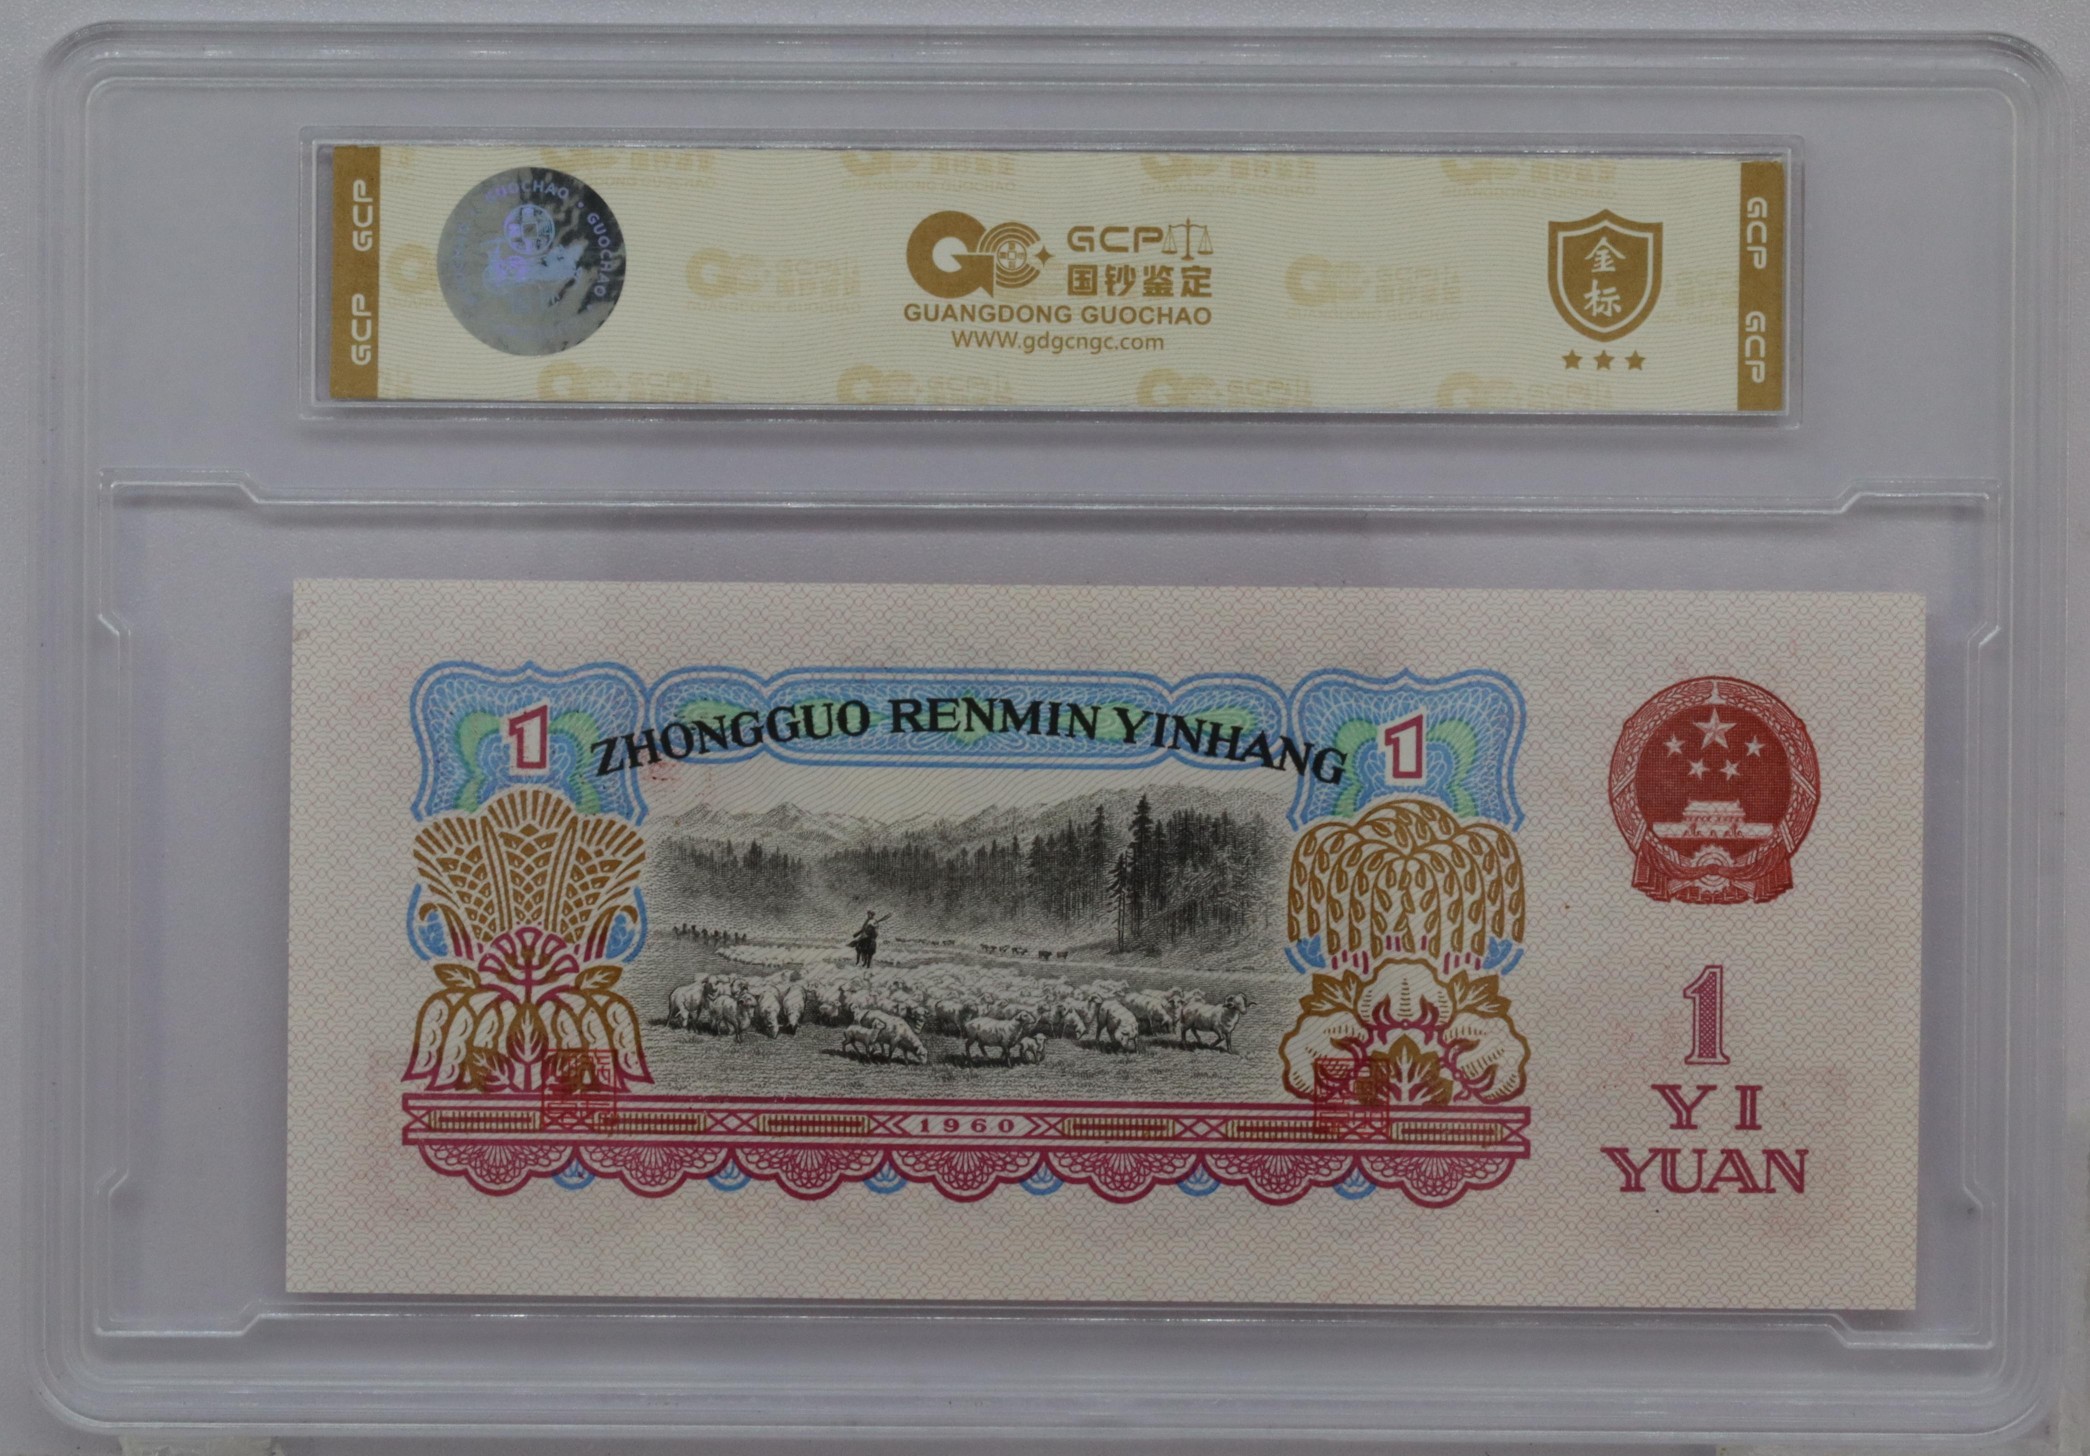 GCP GCP
GUOCHAO • GUOCHAO
GCP
国钞鉴定
GUANGDONG GUOCHAO
WWW.gdgcngc.com
金标
GCP GCP
1 ZHONGGUO RENMIN YINHANG 1
1960
1
YI
YUAN